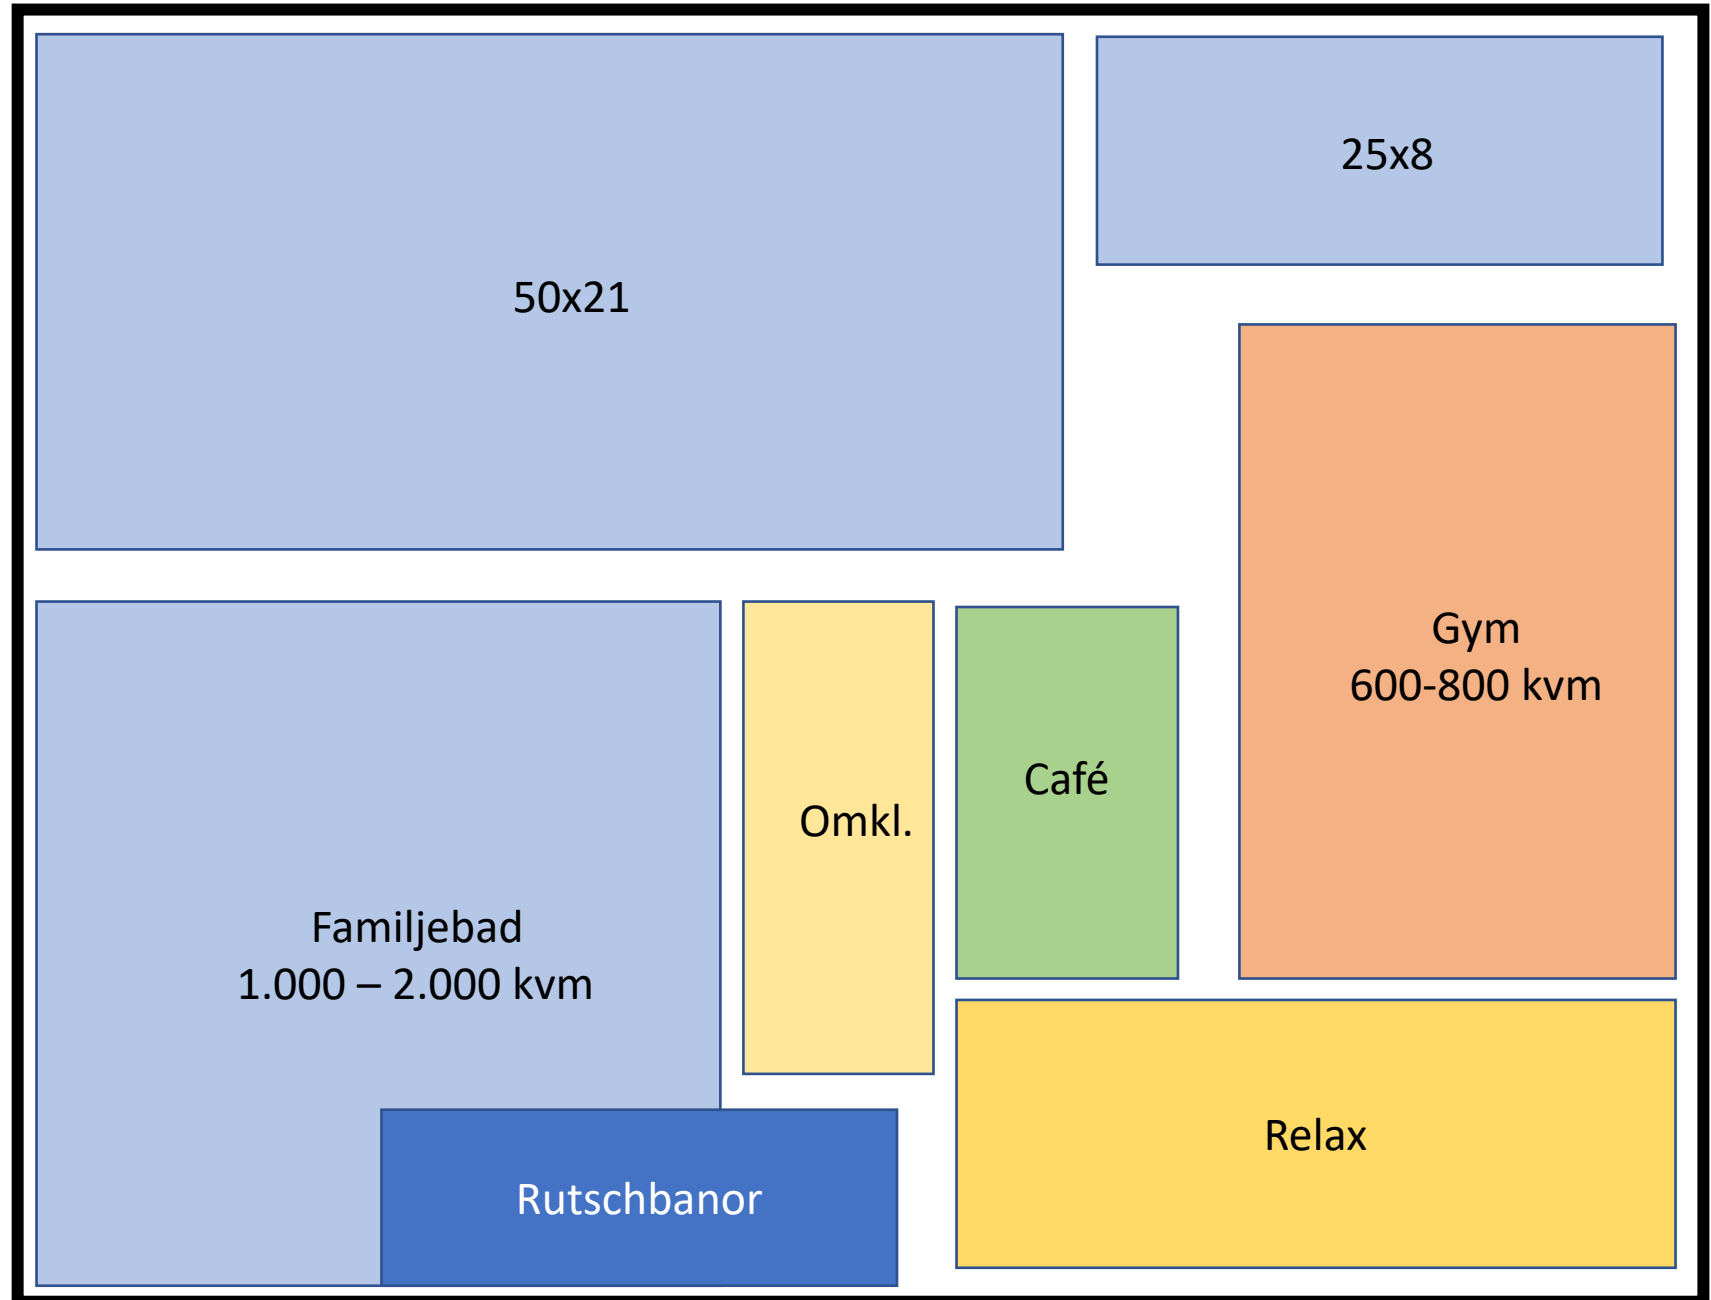 50x21
25x8
Gym
600-800 kvm
Café
Omkl.
Familjebad
1.000 – 2.000 kvm
Relax
Rutschbanor